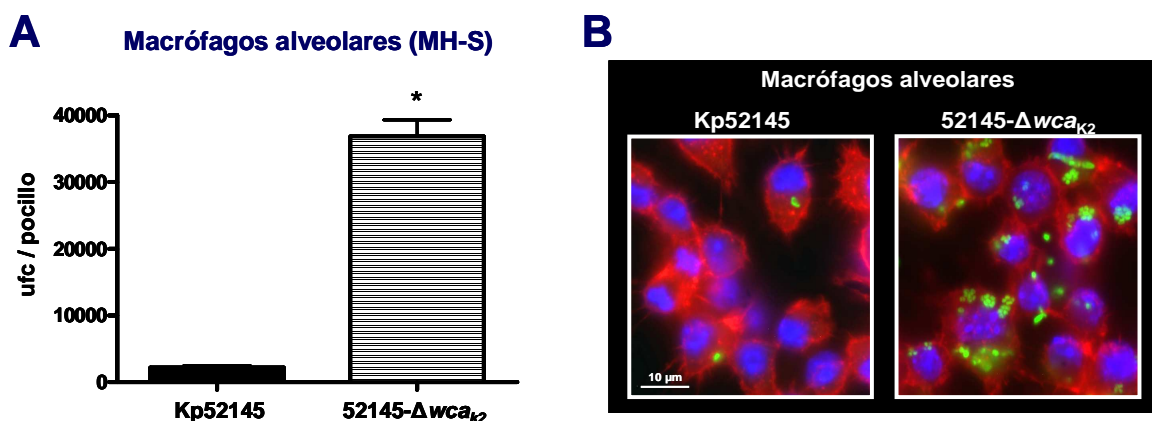 A
Macrófagos alveolares (MH-S)
40000
30000
20000
10000
0
ufc / pocillo
*
Kp52145
52145-Δwcak2
B
Macrófagos alveolares
Kp52145
52145-ΔwcaK2
10 µm